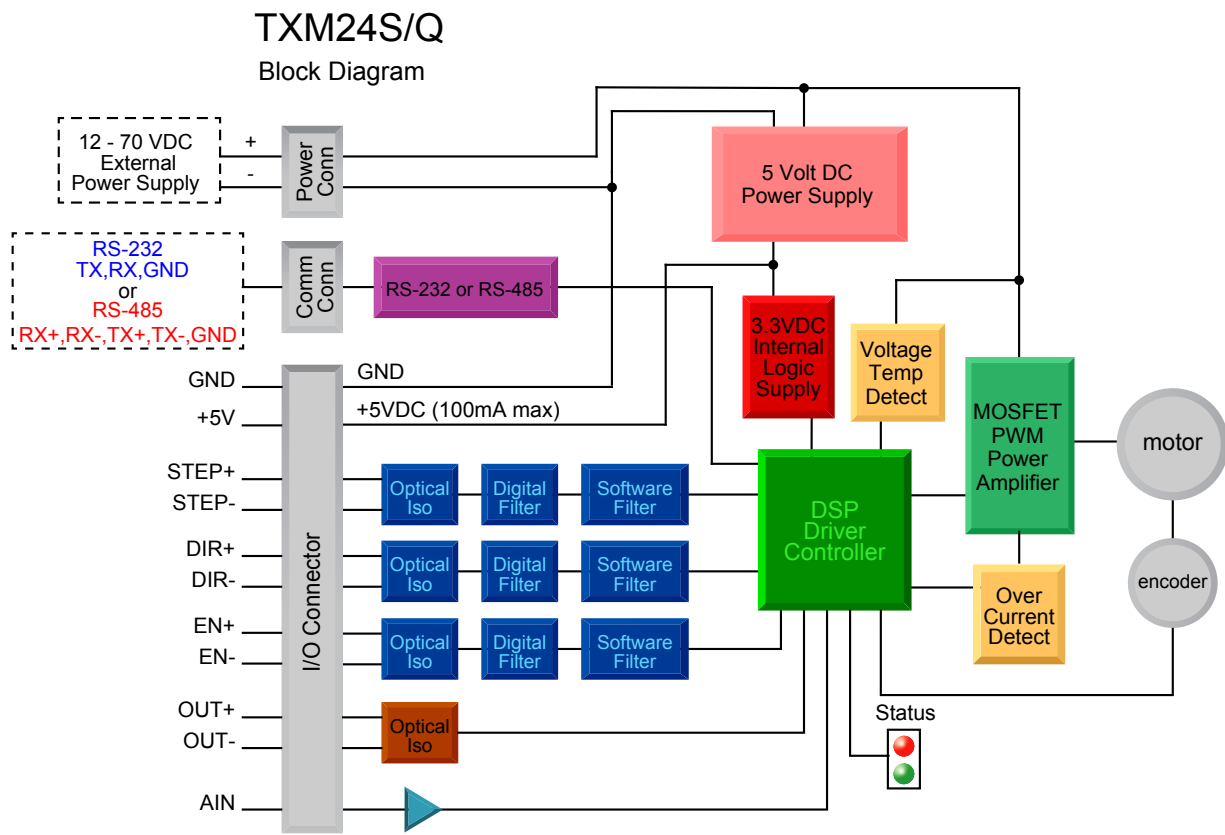 TXM24S/Q
Block Diagram
12 - 70 VDC
External
Power Supply
+
-
Power
Conn
5 Volt DC
Power Supply
RS-232
TX,RX,GND
or
RS-485
RX+,RX-,TX+,TX-,GND
Comm
Conn
RS-232 or RS-485
3.3VDC
Internal
Logic
Supply
Voltage
Temp
Detect
MOSFET
PWM
Power
Amplifier
motor
encoder
GND
GND
+5V
+5VDC (100mA max)
I/O Connector
STEP+
STEP-
Optical
Iso
Digital
Filter
Software
Filter
DSP
Driver
Controller
DIR+
DIR-
Optical
Iso
Digital
Filter
Software
Filter
Over
Current
Detect
EN+
EN-
Optical
Iso
Digital
Filter
Software
Filter
OUT+
OUT-
Optical
Iso
Status
AIN